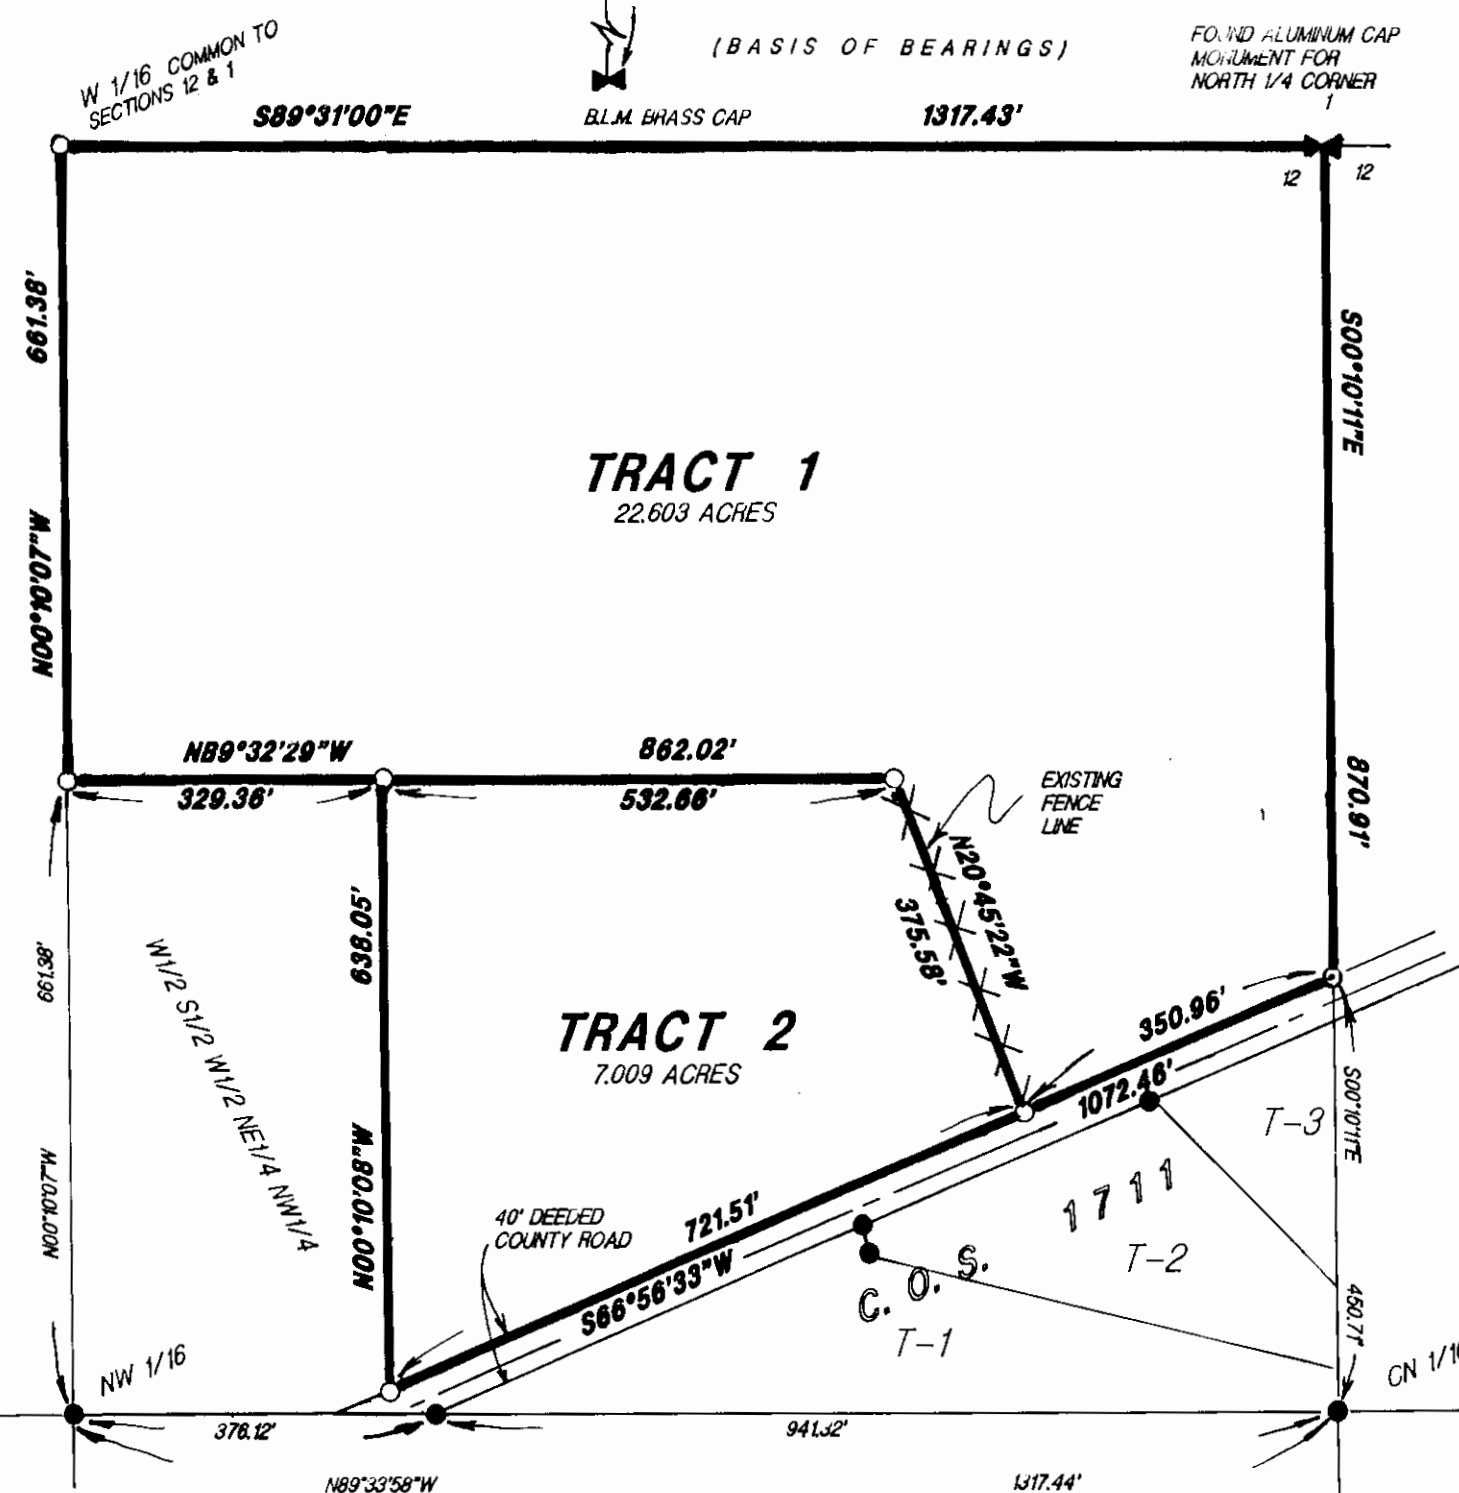 W 1/16 COMMON TO
SECTIONS 12 & 1
(BASIS OF BEARINGS)
FOUND ALUMINUM CAP
MONUMENT FOR
NORTH 1/4 CORNER
1
S89°31'00"E
B.L.M. BRASS CAP
1317.43'
12
12
661.38'
N00°10'07"W
S00°10'11"E
870.91'
TRACT 1
22.603 ACRES
N89°32'29"W
862.02'
329.36'
532.66'
EXISTING
FENCE
LINE
N20°45'22"W
375.58'
638.05'
N00°10'08"W
661.38'
N00°10'07"W
W1/2 S1/2 W1/2 NE1/4 NW1/4
TRACT 2
7.009 ACRES
350.96'
1072.46'
T-3
S00°10'11"E
450.71'
1711
T-2
C. O. S.
T-1
40' DEEDED
COUNTY ROAD
721.51'
S66°56'33"W
NW 1/16
CN 1/16
376.12'
941.32'
N89°33'58"W
1317.44'